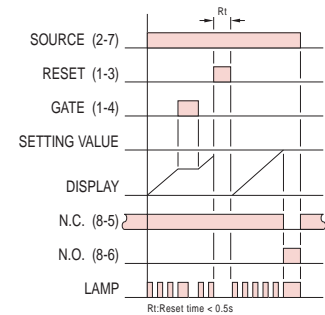 Rt
SOURCE (2-7)
RESET (1-3)
GATE (1-4)
SETTING VALUE
DISPLAY
N.C. (8-5)
N.O. (8-6)
LAMP
Rt:Reset time < 0.5s